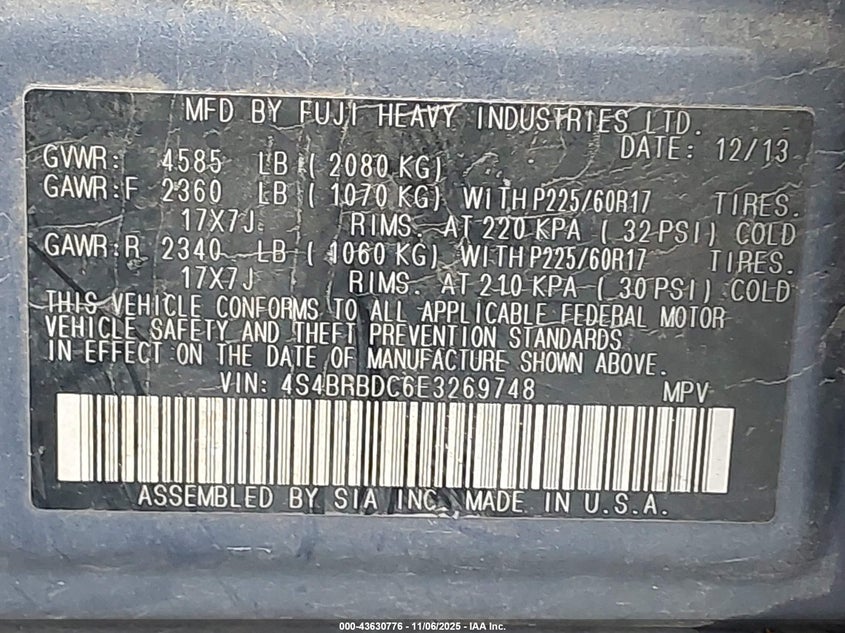 MFD BY FUJI HEAVY INDUSTRIES LTD.
DATE: 12/13
GVWR: 4585 LB ( 2080 KG)
GAWR:F 2360 LB ( 1070 KG) WITH P225/60R17 TIRES.
17X7J RIMS. AT 220 KPA ( 32 PSI) COLD
GAWR:R 2340 LB ( 1060 KG) WITH P225/60R17 TIRES.
17X7J RIMS. AT 210 KPA ( 30 PSI) COLD
THIS VEHICLE CONFORMS TO ALL APPLICABLE FEDERAL MOTOR
VEHICLE SAFETY AND THEFT PREVENTION STANDARDS
IN EFFECT ON THE DATE OF MANUFACTURE SHOWN ABOVE.
VIN: 4S4BRBDC6E3269748 MPV
ASSEMBLED BY SIA INC. MADE IN U.S.A.
000-43630776 - 11/06/2025 - IAA Inc.